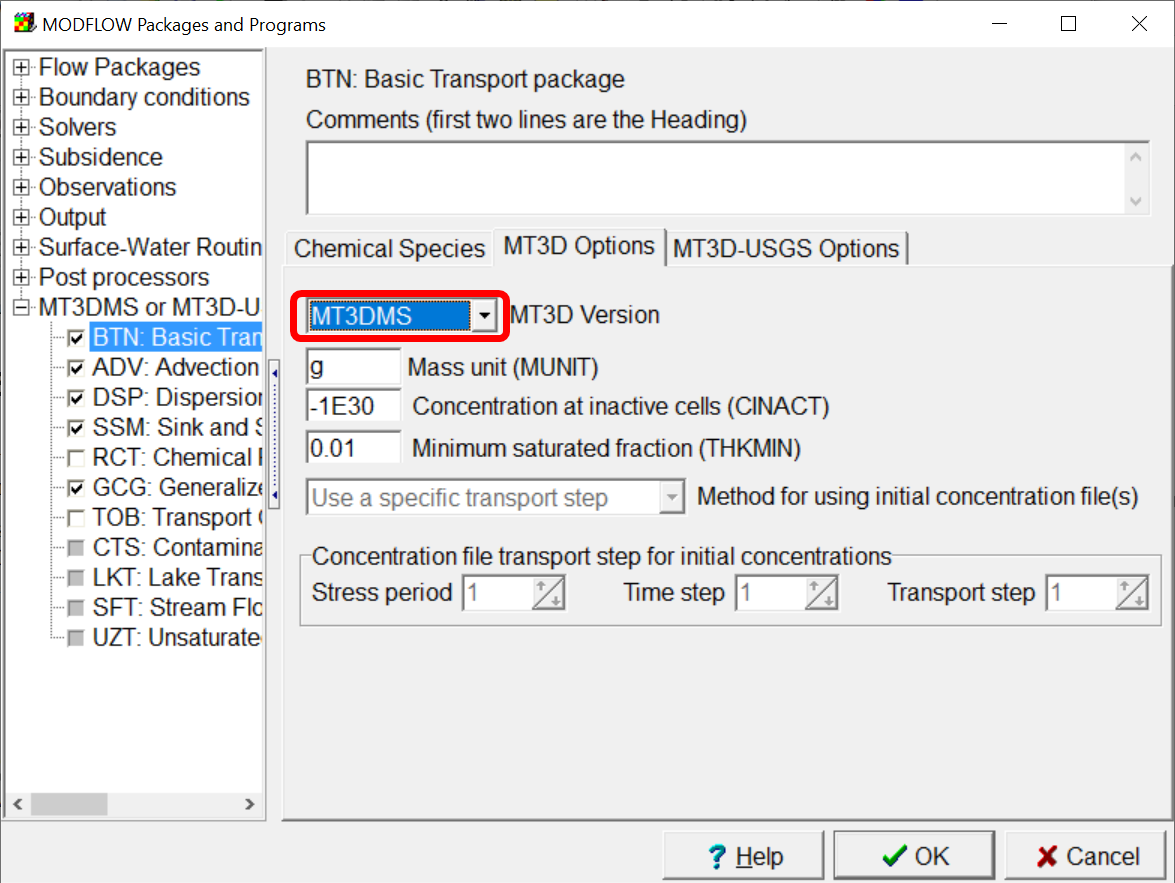 MODFLOW Packages and Programs
Flow Packages
Boundary conditions
Solvers
Subsidence
Observations
Output
Surface-Water Routin
Post processors
MT3DMS or MT3D-U
BTN: Basic Tran
ADV: Advection
DSP: Dispersion
SSM: Sink and S
RCT: Chemical R
GCG: Generalize
TOB: Transport O
CTS: Contamina
LKT: Lake Trans
SFT: Stream Flo
UZT: Unsaturate
BTN: Basic Transport package
Comments (first two lines are the Heading)
Chemical Species MT3D Options MT3D-USGS Options
MT3DMS MT3D Version
g Mass unit (MUNIT)
-1E30 Concentration at inactive cells (CINACT)
0.01 Minimum saturated fraction (THKMIN)
Use a specific transport step Method for using initial concentration file(s)
Concentration file transport step for initial concentrations
Stress period 1 Time step 1 Transport step 1
? Help OK Cancel